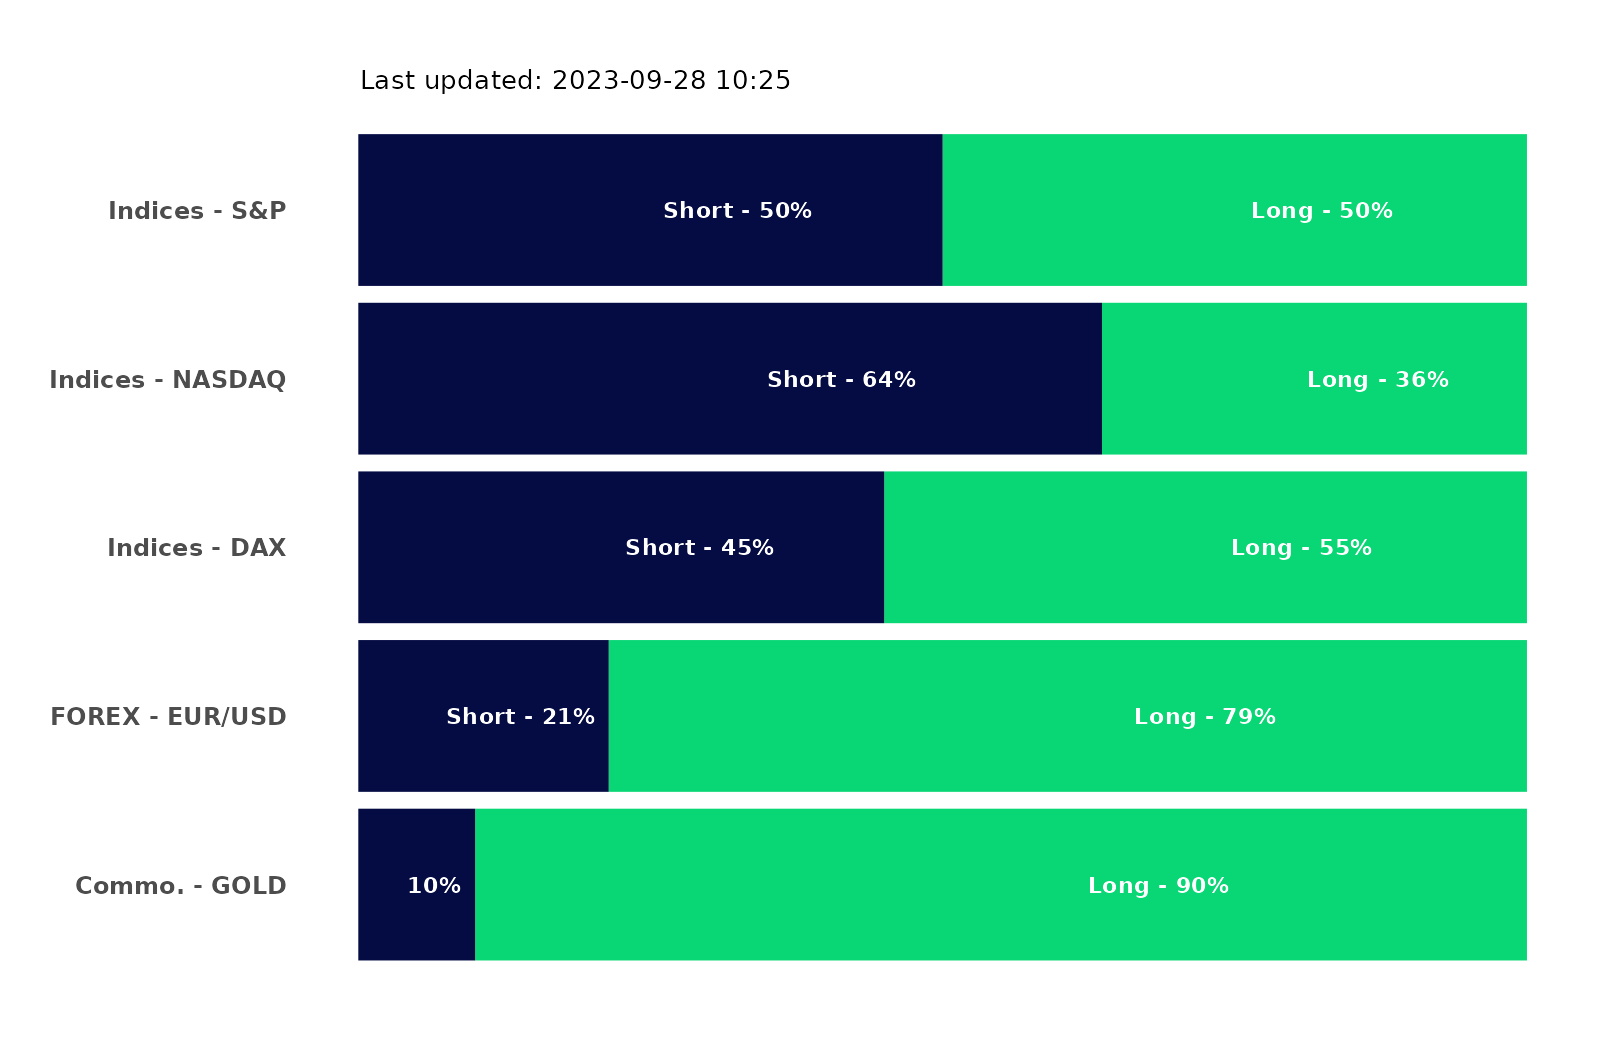 Last updated: 2023-09-28 10:25
Indices - S&P
Short - 50%
Long - 50%
Indices - NASDAQ
Short - 64%
Long - 36%
Indices - DAX
Short - 45%
Long - 55%
FOREX - EUR/USD
Short - 21%
Long - 79%
Commo. - GOLD
10%
Long - 90%